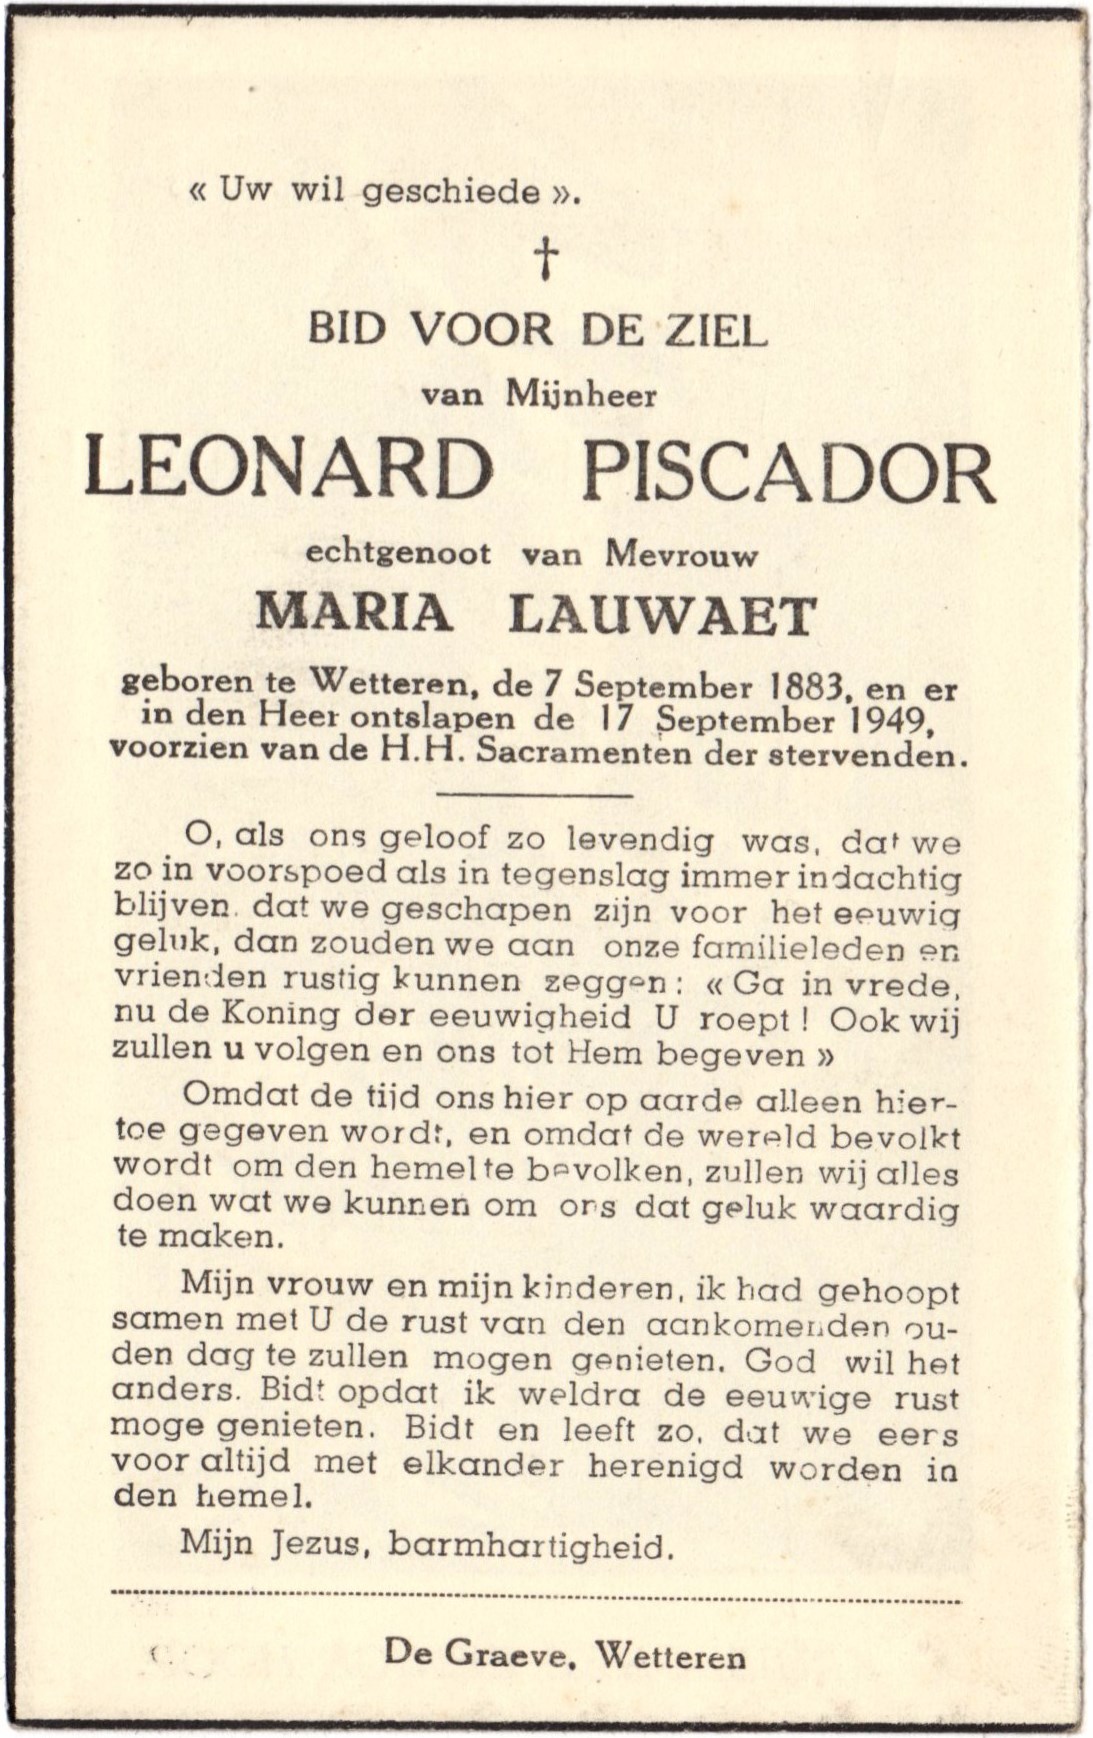 « Uw wil geschiede ».
†
BID VOOR DE ZIEL
van Mijnheer
LEONARD PISCADOR
echtgenoot van Mevrouw
MARIA LAUWAET
geboren te Wetteren, de 7 September 1883, en er
in den Heer ontslapen de 17 September 1949,
voorzien van de H.H. Sacramenten der stervenden.
O, als ons geloof zo levendig was, dat we
zo in voorspoed als in tegenslag immer indachtig
blijven, dat we geschapen zijn voor het eeuwig
geluk, dan zouden we aan onze familieleden en
vrienden rustig kunnen zeggen : « Ga in vrede,
nu de Koning der eeuwigheid U roept ! Ook wij
zullen u volgen en ons tot Hem begeven »
Omdat de tijd ons hier op aarde alleen hier-
toe gegeven wordt, en omdat de wereld bevolkt
wordt om den hemel te bevolken, zullen wij alles
doen wat we kunnen om ons dat geluk waardig
te maken.
Mijn vrouw en mijn kinderen, ik had gehoopt
samen met U de rust van den aankomenden ou-
den dag te zullen mogen genieten. God wil het
anders. Bidt opdat ik weldra de eeuwige rust
moge genieten. Bidt en leeft zo, dat we eers
voor altijd met elkander herenigd worden in
den hemel.
Mijn Jezus, barmhartigheid.
De Graeve, Wetteren